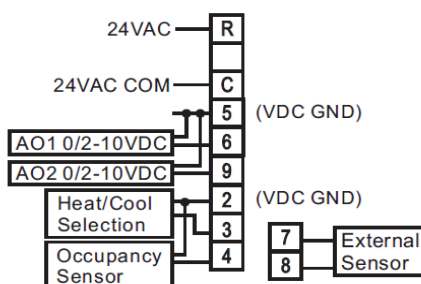 24VAC R
24VAC COM C
5 (VDC GND)
AO1 0/2-10VDC 6
AO2 0/2-10VDC 9
Heat/Cool
Selection
2 (VDC GND)
3
Occupancy
Sensor
4
7
8
External
Sensor